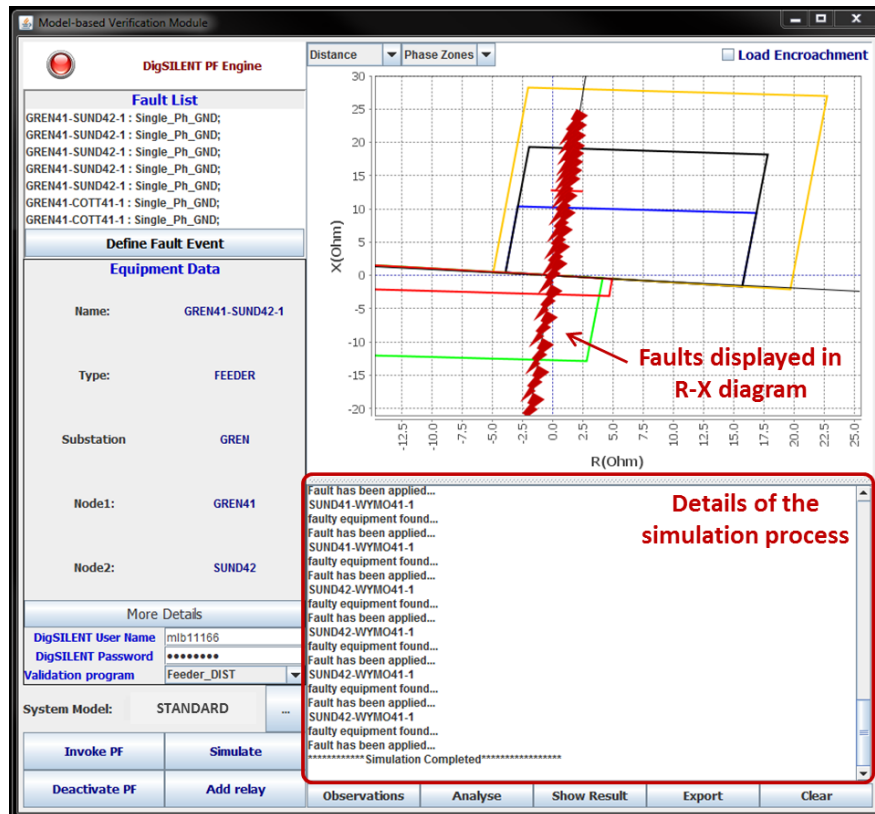 Model-based Verification Module
DigSILENT PF Engine
Fault List
GREN41-SUND42-1 : Single_Ph_GND;
GREN41-SUND42-1 : Single_Ph_GND;
GREN41-SUND42-1 : Single_Ph_GND;
GREN41-SUND42-1 : Single_Ph_GND;
GREN41-SUND42-1 : Single_Ph_GND;
GREN41-COTT41-1 : Single_Ph_GND;
GREN41-COTT41-1 : Single_Ph_GND;
Define Fault Event
Equipment Data
Name: GREN41-SUND42-1
Type: FEEDER
Substation GREN
Node1: GREN41
Node2: SUND42
More Details
DigSILENT User Name mlb11166
DigSILENT Password ••••••••
Validation program Feeder_DIST
System Model: STANDARD ...
Invoke PF Simulate
Deactivate PF Add relay
Distance Phase Zones Load Encroachment
30
25
20
15
10
5
0
-5
-10
-15
-20
X(Ohm)
-12.5 -10.0 -7.5 -5.0 -2.5 0.0 2.5 5.0 7.5 10.0 12.5 15.0 17.5 20.0 22.5 25.0
R(Ohm)
Faults displayed in
R-X diagram
Details of the
simulation process
Fault has been applied...
SUND41-WYMO41-1
faulty equipment found...
Fault has been applied...
SUND41-WYMO41-1
faulty equipment found...
Fault has been applied...
SUND42-WYMO41-1
faulty equipment found...
Fault has been applied...
SUND42-WYMO41-1
faulty equipment found...
Fault has been applied...
SUND42-WYMO41-1
faulty equipment found...
Fault has been applied...
SUND42-WYMO41-1
faulty equipment found...
Fault has been applied...
************Simulation Completed*****************
Observations Analyse Show Result Export Clear